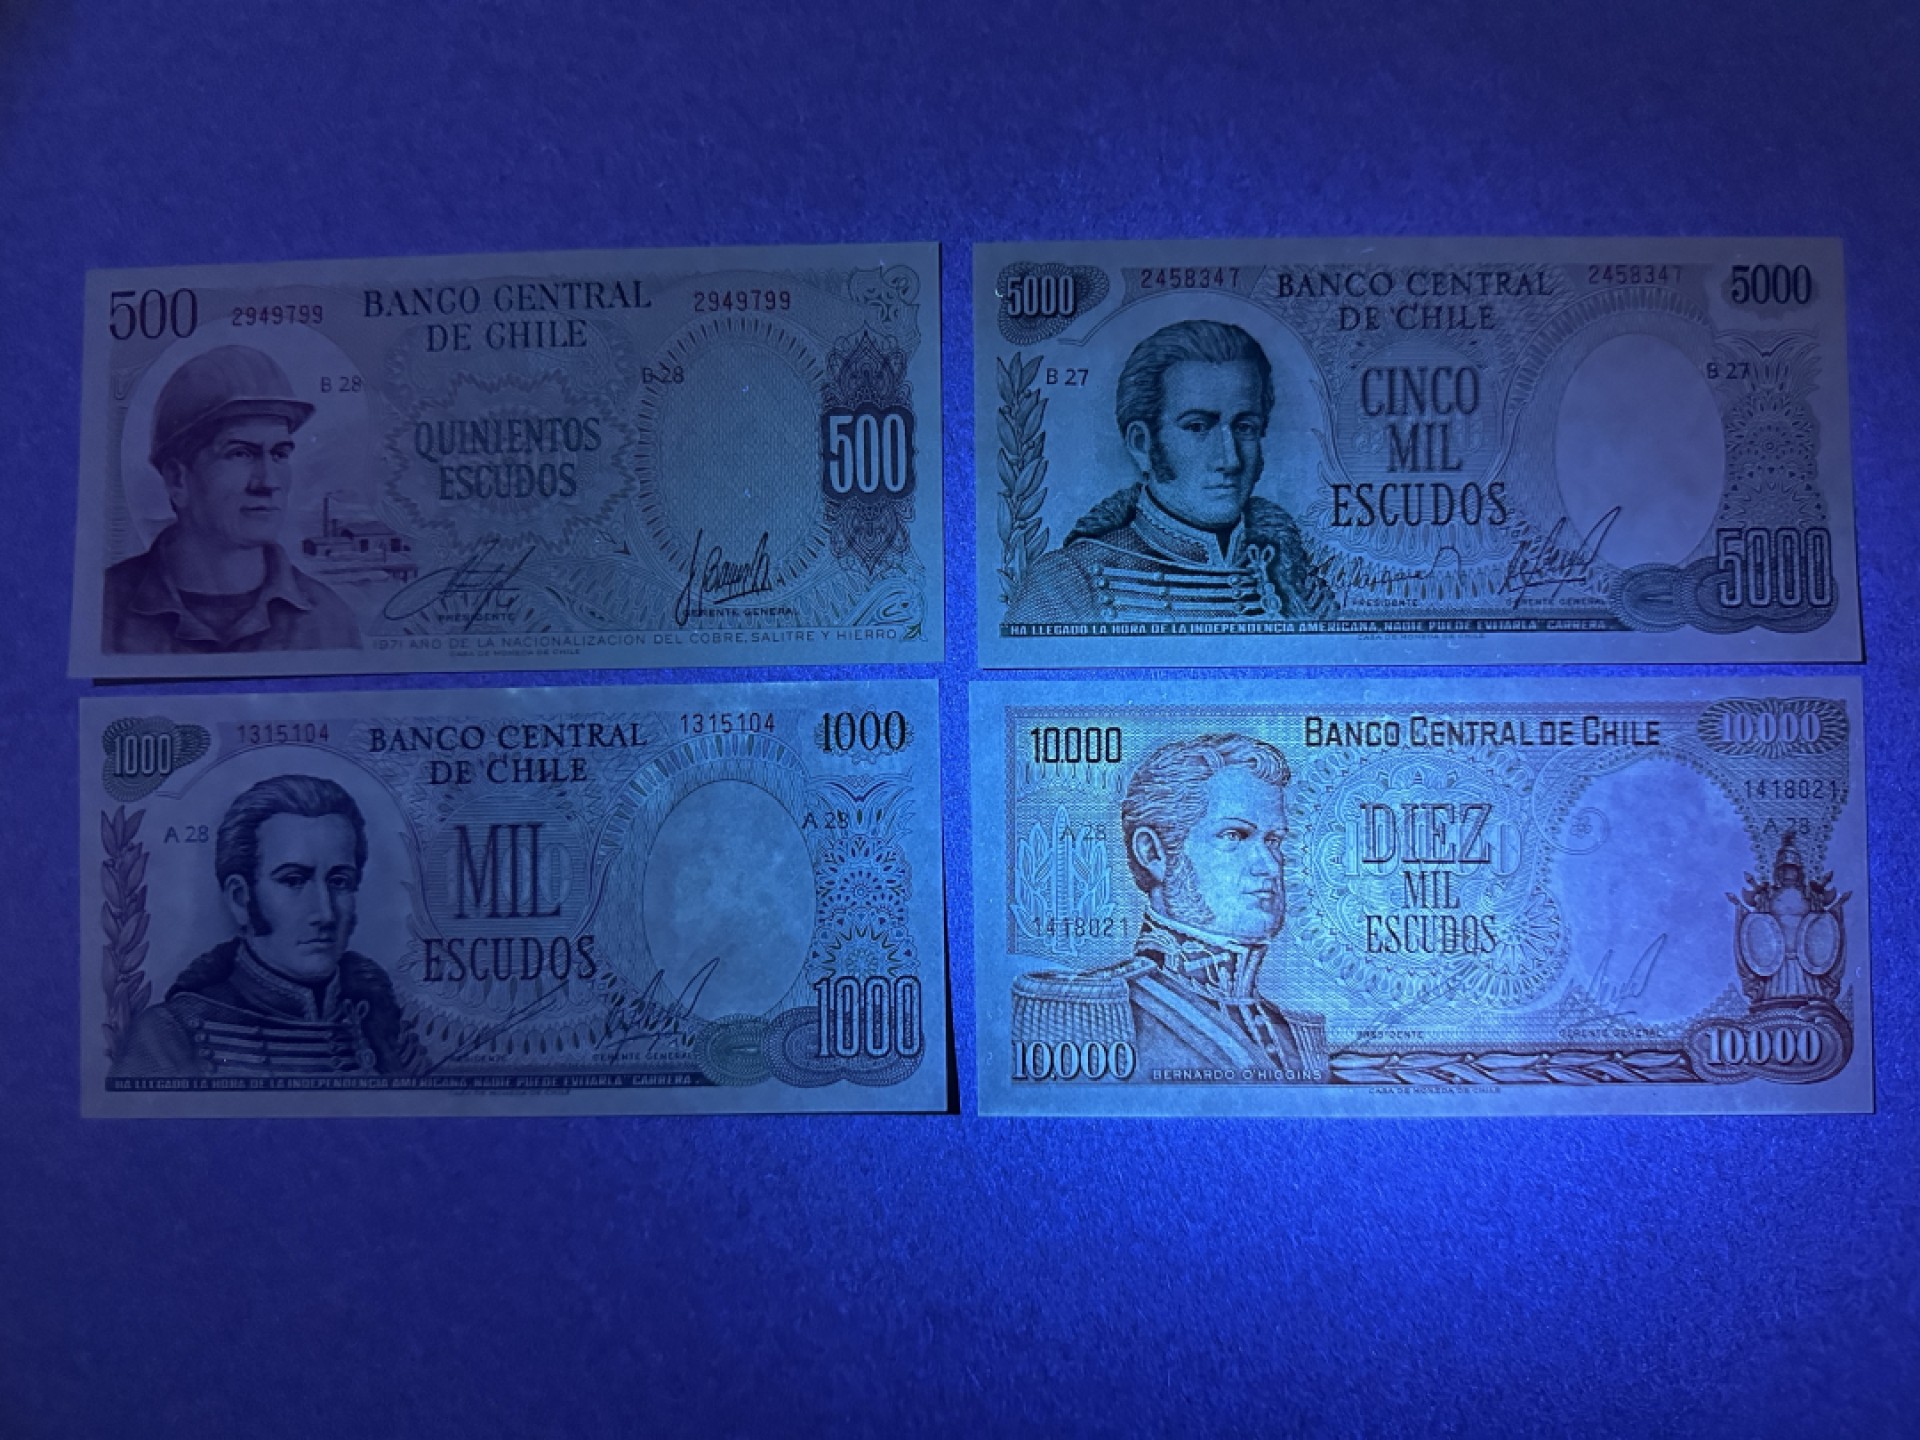 500
2949799
BANCO CENTRAL
DE CHILE
2949799
B 28
B 28
QUINIENTOS
ESCUDOS
500
PRESIDENTE
GERENTE GENERAL
1971 AÑO DE LA NACIONALIZACION DEL COBRE, SALITRE Y HIERRO
CASA DE MONEDA DE CHILE
5000
2458347
BANCO CENTRAL
DE CHILE
2458347
5000
B 27
B 27
CINCO
MIL
ESCUDOS
5000
PRESIDENTE
GERENTE GENERAL
HA LLEGADO LA HORA DE LA INDEPENDENCIA AMERICANA, NADIE PUEDE EVITARLA" CARRERA
CASA DE MONEDA DE CHILE
1000
1315104
BANCO CENTRAL
DE CHILE
1315104
1000
A 28
A 28
MIL
ESCUDOS
1000
PRESIDENTE
GERENTE GENERAL
HA LLEGADO LA HORA DE LA INDEPENDENCIA AMERICANA, NADIE PUEDE EVITARLA" CARRERA.
CASA DE MONEDA DE CHILE
10.000
BANCO CENTRAL DE CHILE
10.000
1418021
A 28
A 28
DIEZ
MIL
ESCUDOS
1418021
PRESIDENTE
GERENTE GENERAL
10.000
BERNARDO O'HIGGINS
10.000
CASA DE MONEDA DE CHILE